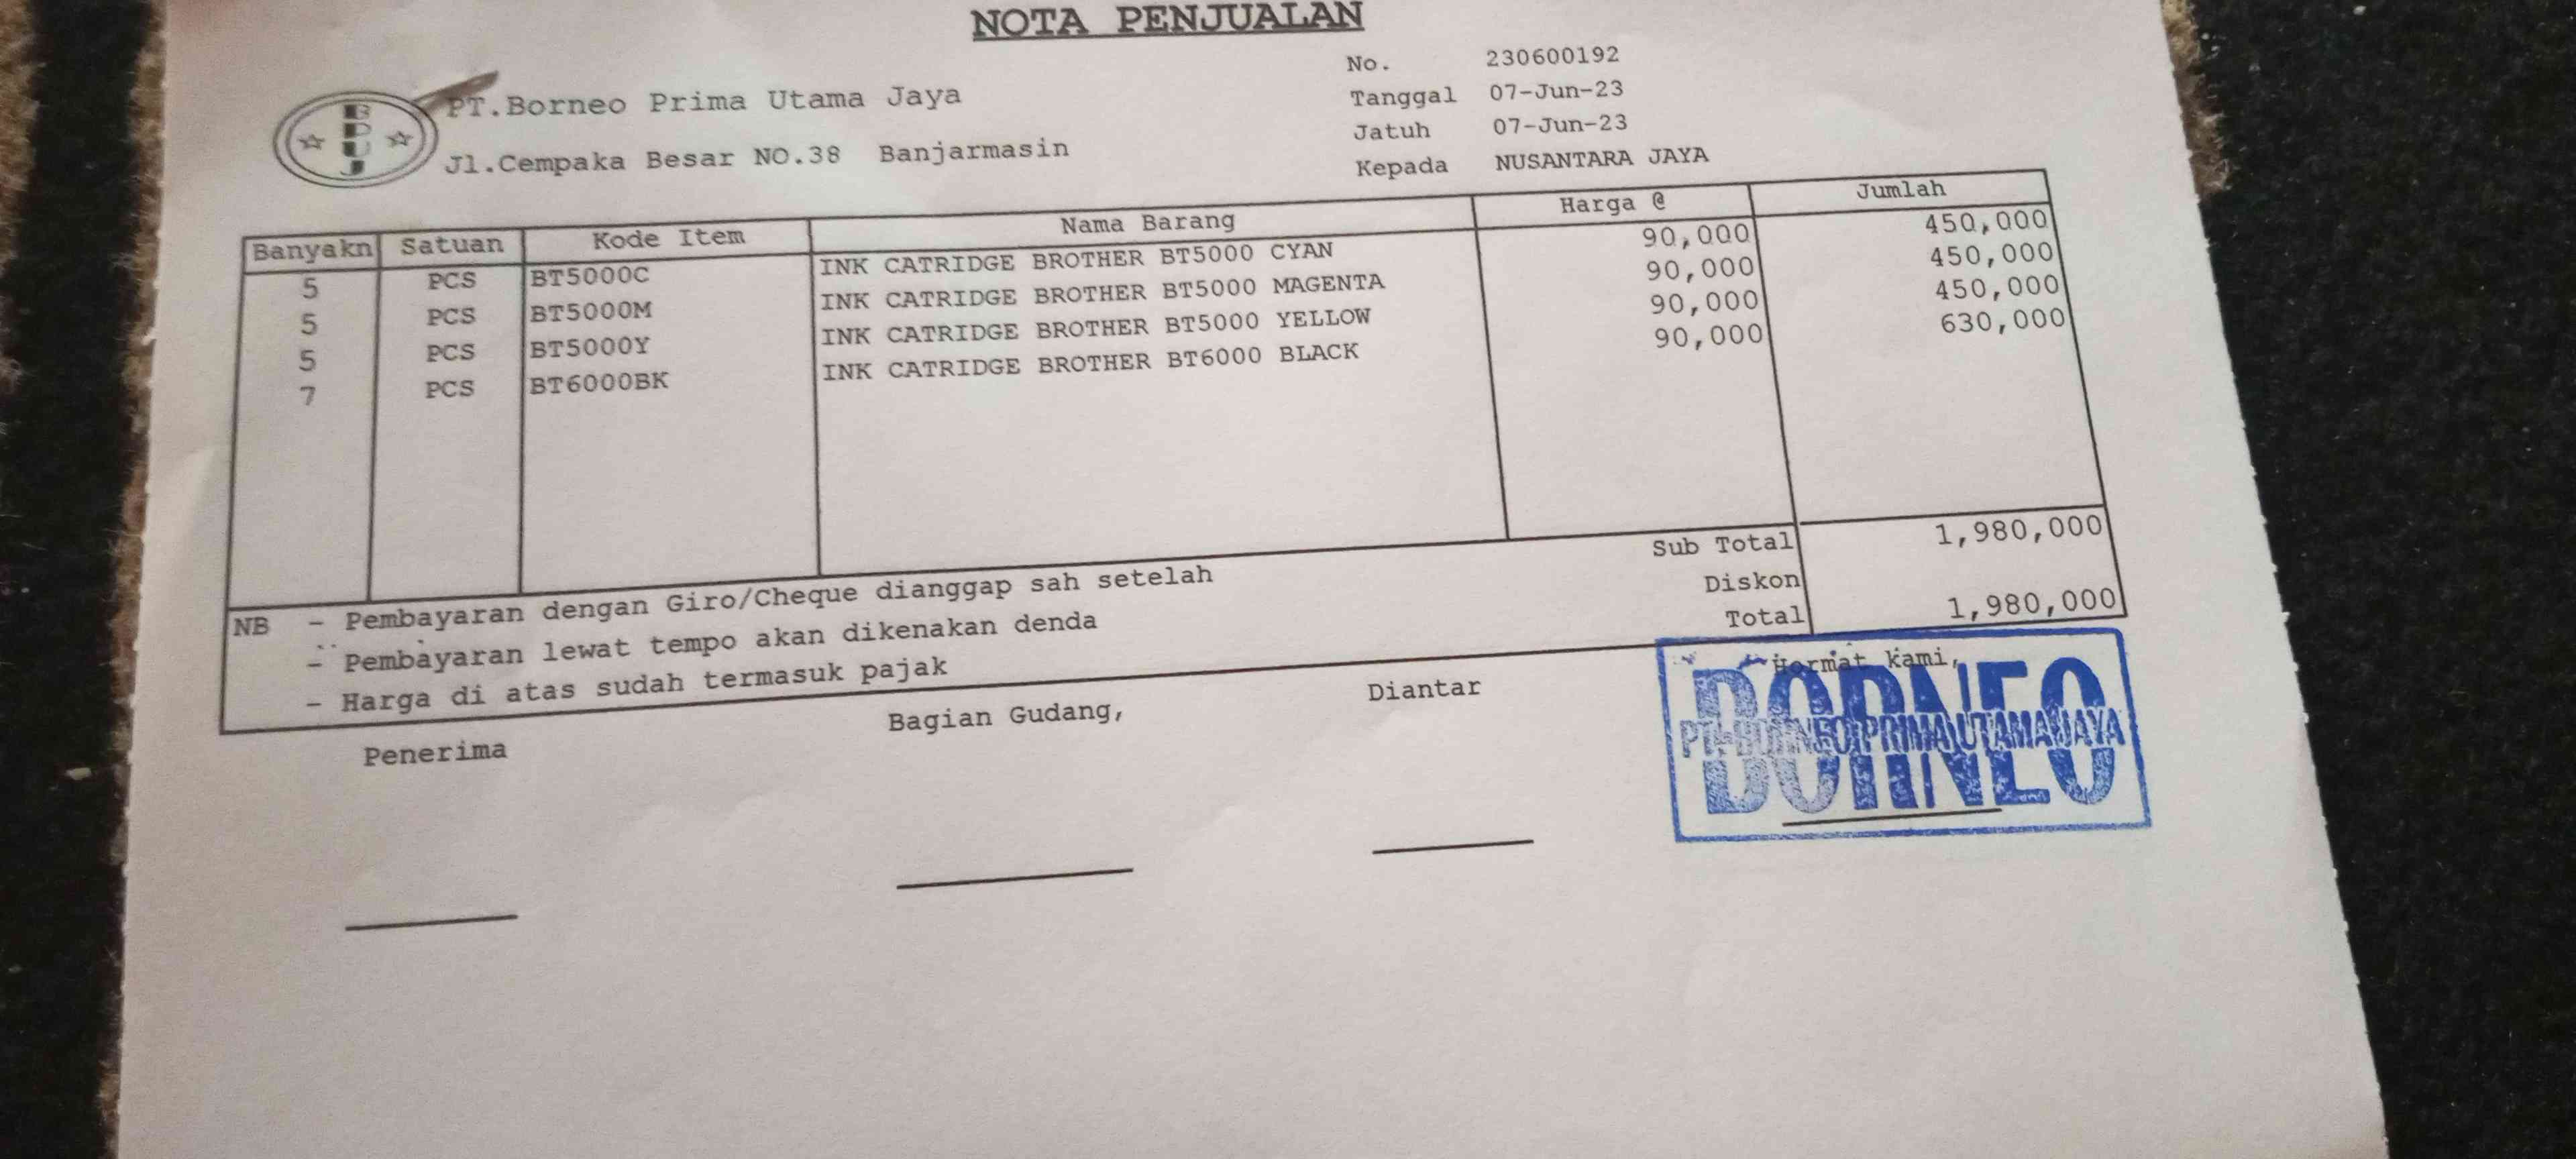 NOTA PENJUALAN
BPUJ
PT.Borneo Prima Utama Jaya
Jl.Cempaka Besar NO.38 Banjarmasin
No. 230600192
Tanggal 07-Jun-23
Jatuh 07-Jun-23
Kepada NUSANTARA JAYA
Banyakn Satuan Kode Item Nama Barang Harga @ Jumlah
5 PCS BT5000C INK CATRIDGE BROTHER BT5000 CYAN 90,000 450,000
5 PCS BT5000M INK CATRIDGE BROTHER BT5000 MAGENTA 90,000 450,000
5 PCS BT5000Y INK CATRIDGE BROTHER BT5000 YELLOW 90,000 450,000
7 PCS BT6000BK INK CATRIDGE BROTHER BT6000 BLACK 90,000 630,000
Sub Total 1,980,000
Diskon
Total 1,980,000
NB - Pembayaran dengan Giro/Cheque dianggap sah setelah
- Pembayaran lewat tempo akan dikenakan denda
- Harga di atas sudah termasuk pajak
Penerima Bagian Gudang, Diantar Hormat kami,
BORNEO
PT. BORNEO PRIMA UTAMA JAYA